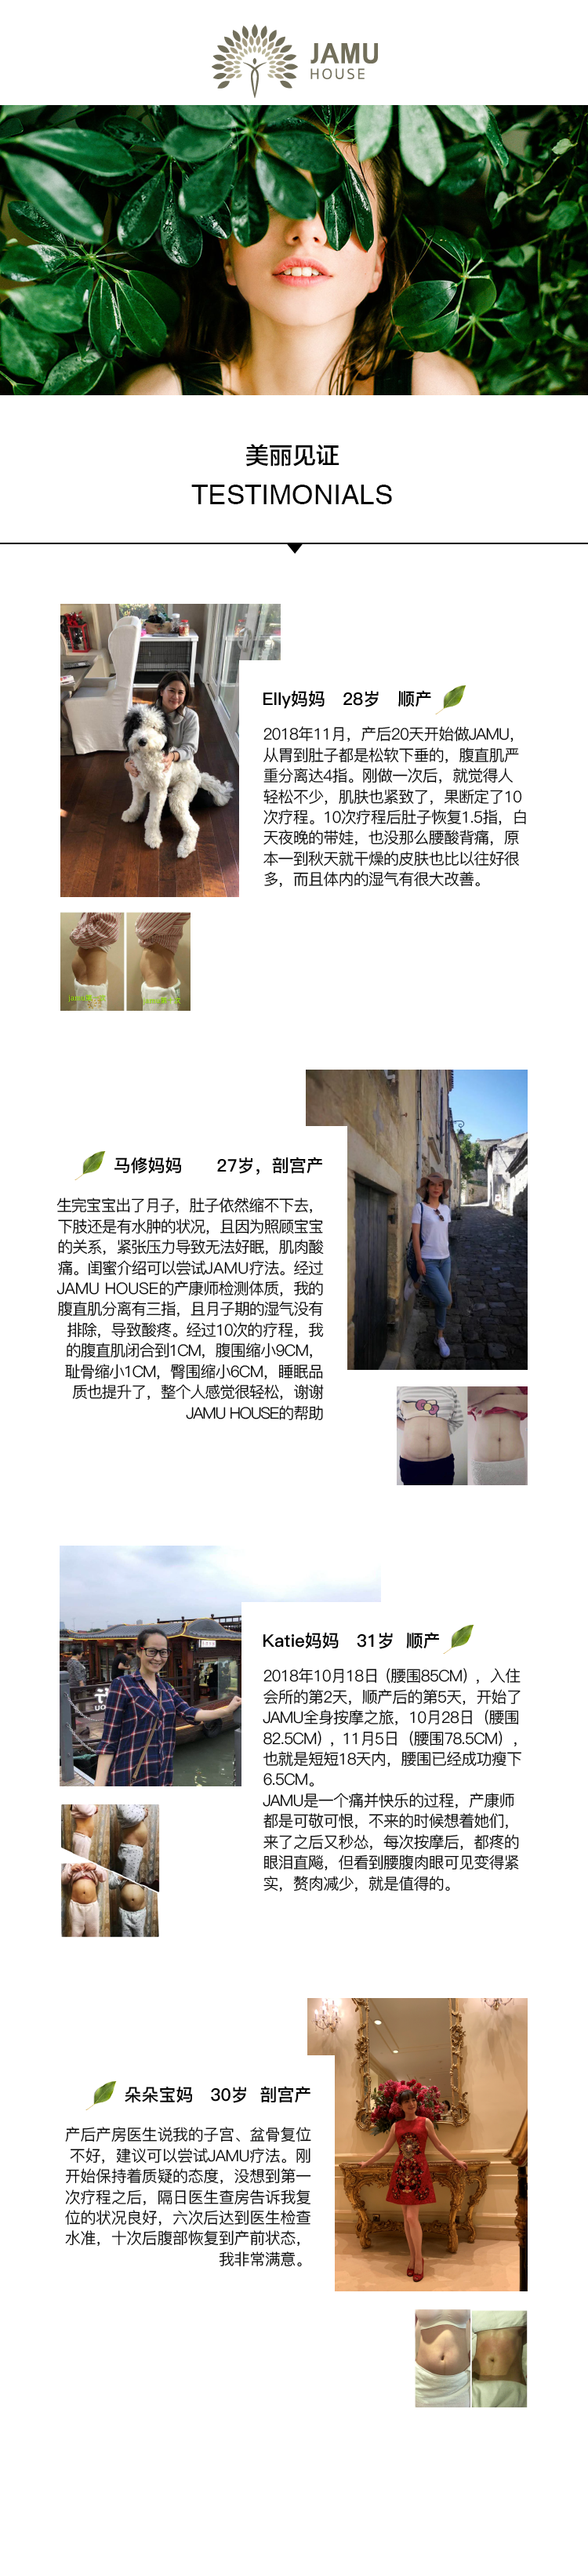 JAMU
HOUSE
美丽见证
TESTIMONIALS
Elly妈妈 28岁 顺产
2018年11月，产后20天开始做JAMU，
从胃到肚子都是松软下垂的，腹直肌严
重分离达4指。刚做一次后，就觉得人
轻松不少，肌肤也紧致了，果断定了10
次疗程。10次疗程后肚子恢复1.5指，白
天夜晚的带娃，也没那么腰酸背痛，原
本一到秋天就干燥的皮肤也比以往好很
多，而且体内的湿气有很大改善。
马修妈妈 27岁，剖宫产
生完宝宝出了月子，肚子依然缩不下去，
下肢还是有水肿的状况，且因为照顾宝宝
的关系，紧张压力导致无法好眠，肌肉酸
痛。闺蜜介绍可以尝试JAMU疗法。经过
JAMU HOUSE的产康师检测体质，我的
腹直肌分离有三指，且月子期的湿气没有
排除，导致酸疼。经过10次的疗程，我
的腹直肌闭合到1CM，腹围缩小9CM，
耻骨缩小1CM，臀围缩小6CM，睡眠品
质也提升了，整个人感觉很轻松，谢谢
JAMU HOUSE的帮助
Katie妈妈 31岁 顺产
2018年10月18日（腰围85CM），入住
会所的第2天，顺产后的第5天，开始了
JAMU全身按摩之旅，10月28日（腰围
82.5CM），11月5日（腰围78.5CM），
也就是短短18天内，腰围已经成功瘦下
6.5CM。
JAMU是一个痛并快乐的过程，产康师
都是可敬可恨，不来的时候想着她们，
来了之后又秒怂，每次按摩后，都疼的
眼泪直飚，但看到腰腹肉眼可见变得紧
实，赘肉减少，就是值得的。
朵朵宝妈 30岁 剖宫产
产后产房医生说我的子宫、盆骨复位
不好，建议可以尝试JAMU疗法。刚
开始保持着质疑的态度，没想到第一
次疗程之后，隔日医生查房告诉我复
位的状况良好，六次后达到医生检查
水准，十次后腹部恢复到产前状态，
我非常满意。